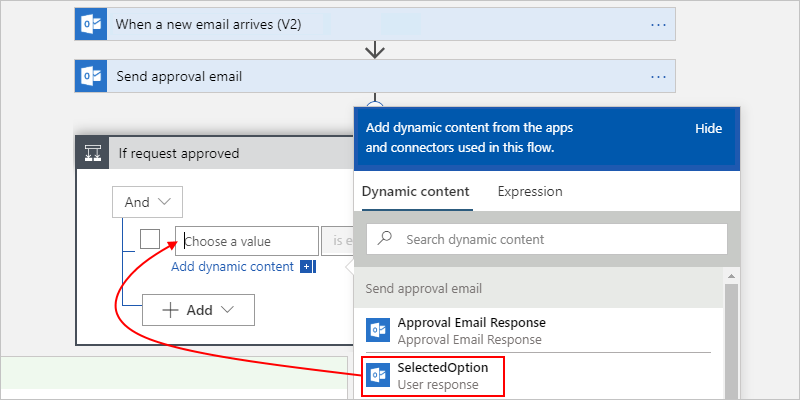 When a new email arrives (V2)
Send approval email
If request approved
And
Choose a value
is e
Add dynamic content
Add
Add dynamic content from the apps
and connectors used in this flow.
Hide
Dynamic content
Expression
Search dynamic content
Send approval email
Approval Email Response
Approval Email Response
SelectedOption
User response